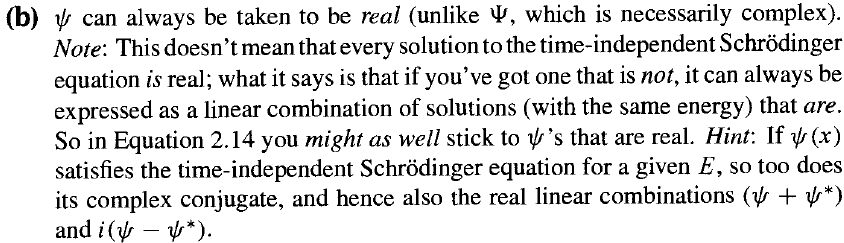 (b) ψ can always be taken to be real (unlike Ψ, which is necessarily complex).
Note: This doesn't mean that every solution to the time-independent Schrödinger
equation is real; what it says is that if you've got one that is not, it can always be
expressed as a linear combination of solutions (with the same energy) that are.
So in Equation 2.14 you might as well stick to ψ's that are real. Hint: If ψ(x)
satisfies the time-independent Schrödinger equation for a given E, so too does
its complex conjugate, and hence also the real linear combinations (ψ + ψ*)
and i(ψ − ψ*).